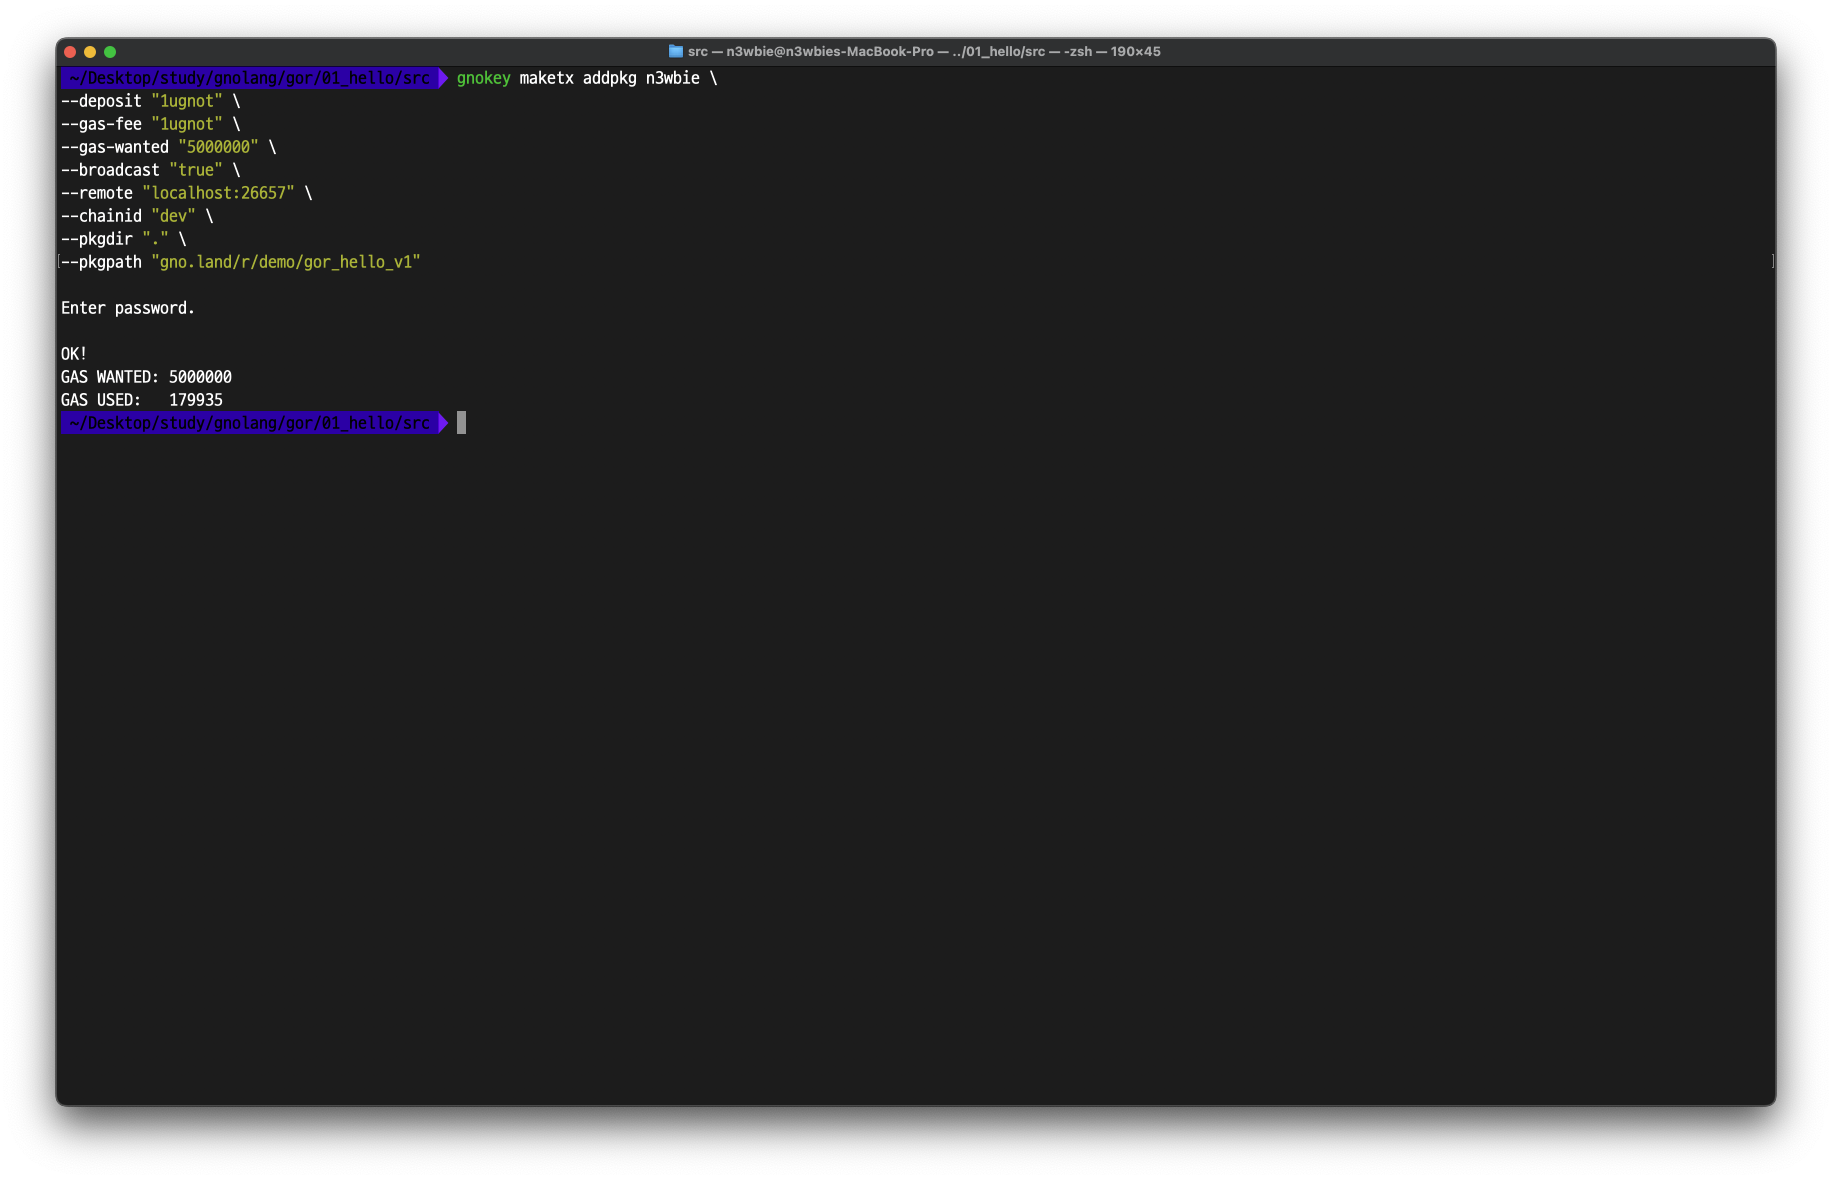 src — n3wbie@n3wbies-MacBook-Pro — ../01_hello/src — -zsh — 190×45
~/Desktop/study/gnolang/gor/01_hello/src gnokey maketx addpkg n3wbie \
--deposit "1ugnot" \
--gas-fee "1ugnot" \
--gas-wanted "5000000" \
--broadcast "true" \
--remote "localhost:26657" \
--chainid "dev" \
--pkgdir "." \
--pkgpath "gno.land/r/demo/gor_hello_v1"
Enter password.
OK!
GAS WANTED: 5000000
GAS USED:   179935
~/Desktop/study/gnolang/gor/01_hello/src